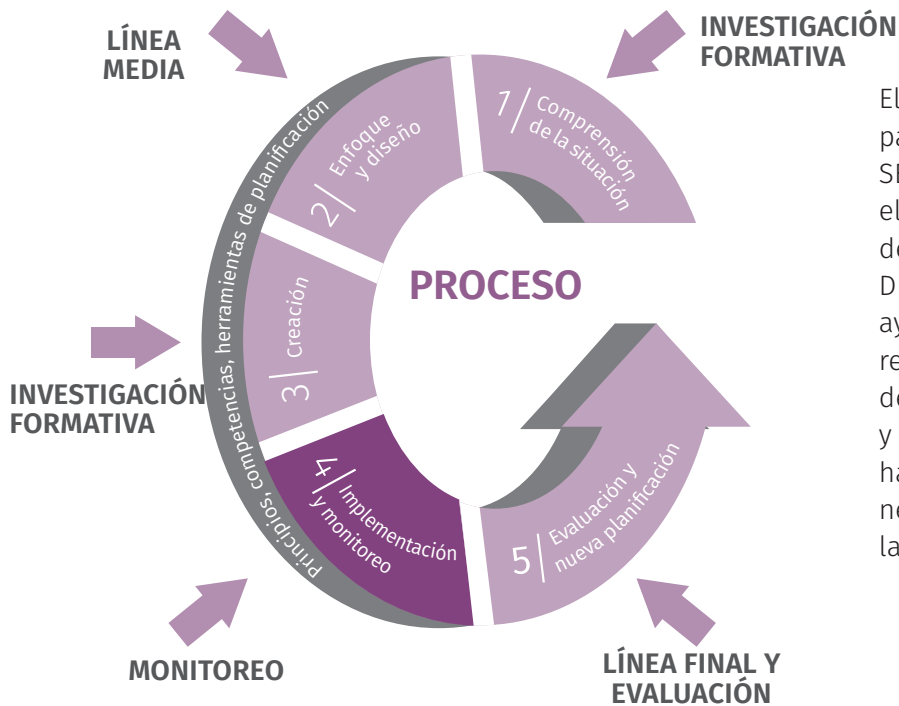 LÍNEA
MEDIA
INVESTIGACIÓN
FORMATIVA
1 Comprensión
de la situación
2 Enfoque
y diseño
PROCESO
3 Creación
INVESTIGACIÓN
FORMATIVA
4 Implementación
y monitoreo
5 Evaluación y
nueva planificación
Principios, competencias, herramientas de planificación
MONITOREO
LÍNEA FINAL Y
EVALUACIÓN
El
pa
SE
el
de
D
ay
re
de
y
ha
ne
la